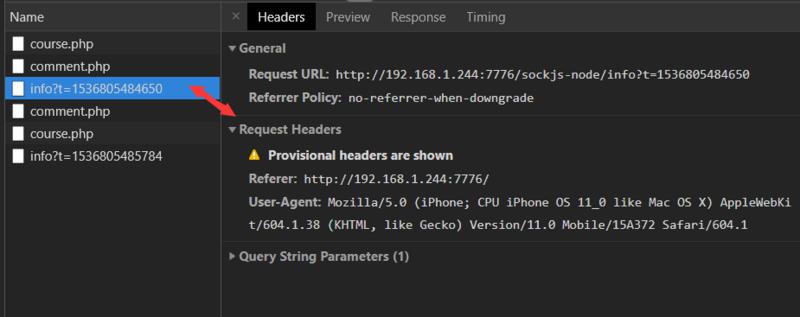 Name
course.php
comment.php
info?t=1536805484650
comment.php
course.php
info?t=1536805485784
× Headers Preview Response Timing
▼ General
Request URL: http://192.168.1.244:7776/sockjs-node/info?t=1536805484650
Referrer Policy: no-referrer-when-downgrade
▼ Request Headers
⚠ Provisional headers are shown
Referer: http://192.168.1.244:7776/
User-Agent: Mozilla/5.0 (iPhone; CPU iPhone OS 11_0 like Mac OS X) AppleWebKi
t/604.1.38 (KHTML, like Gecko) Version/11.0 Mobile/15A372 Safari/604.1
▶ Query String Parameters (1)